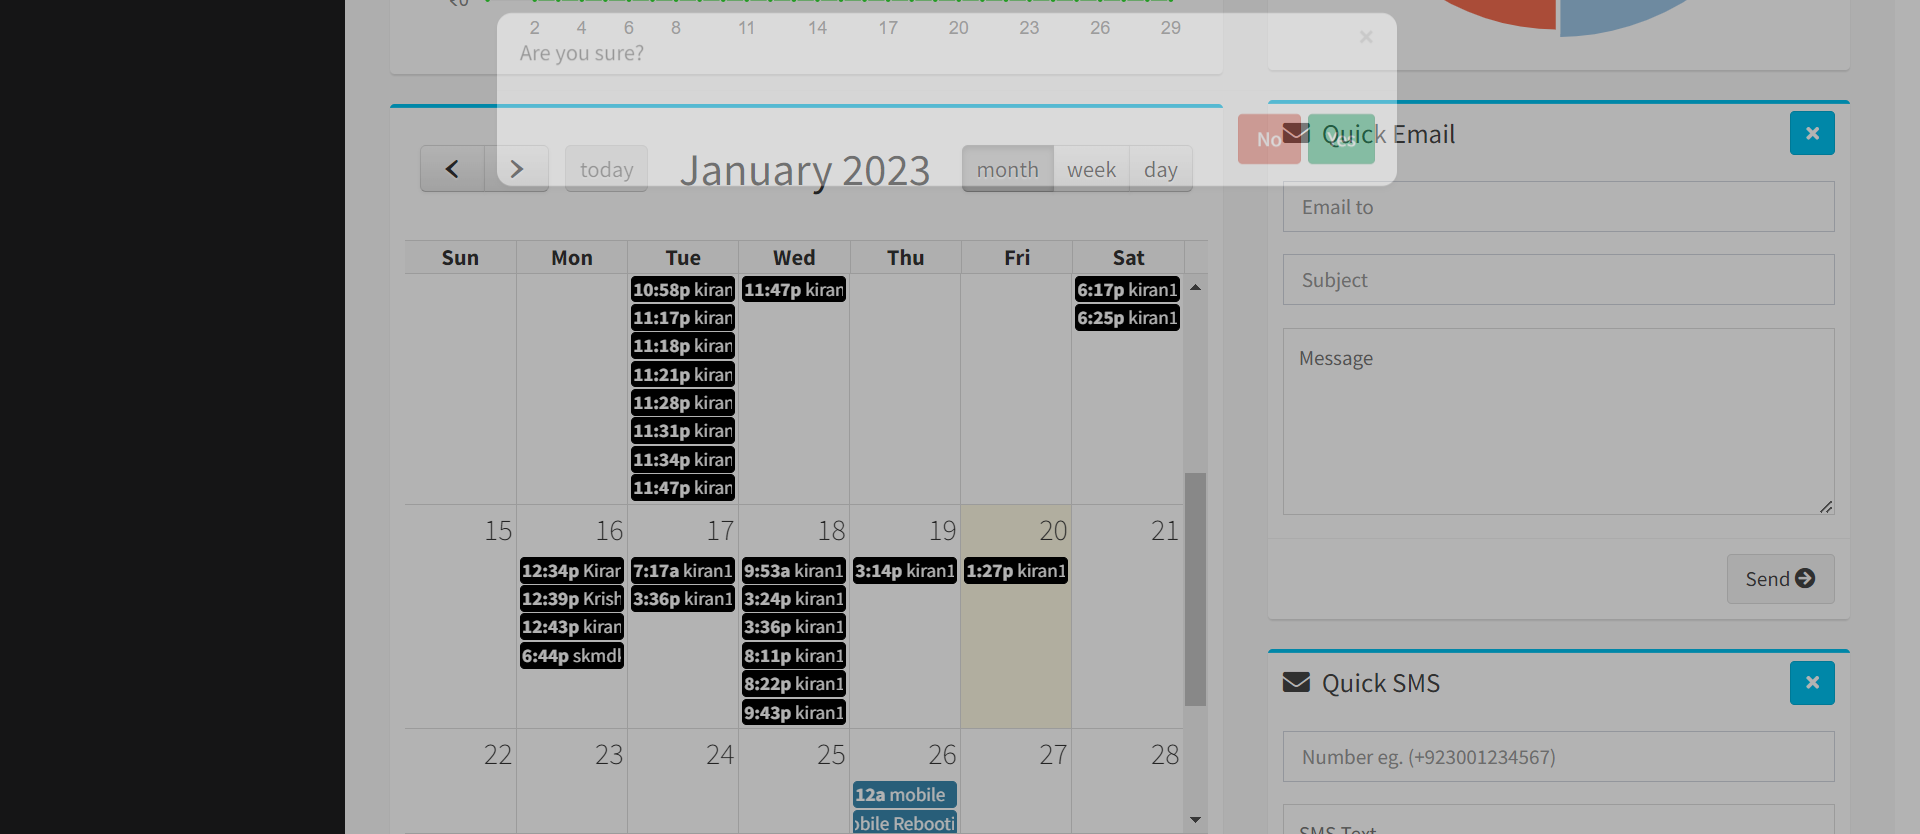 ₹0
2 4 6 8 11 14 17 20 23 26 29
Are you sure?
×
No Yes
today
January 2023
month week day
Sun Mon Tue Wed Thu Fri Sat
10:58p kiran
11:47p kiran
6:17p kiran1
11:17p kiran
6:25p kiran1
11:18p kiran
11:21p kiran
11:28p kiran
11:31p kiran
11:34p kiran
11:47p kiran
15 16 17 18 19 20 21
12:34p Kiran
7:17a kiran1
9:53a kiran1
3:14p kiran1
1:27p kiran1
12:39p Krish
3:36p kiran1
3:24p kiran1
12:43p kiran
3:36p kiran1
6:44p skmdl
8:11p kiran1
8:22p kiran1
9:43p kiran1
22 23 24 25 26 27 28
12a mobile
obile Rebooti
Quick Email
×
Email to
Subject
Message
Send
Quick SMS
×
Number eg. (+923001234567)
SMS Text